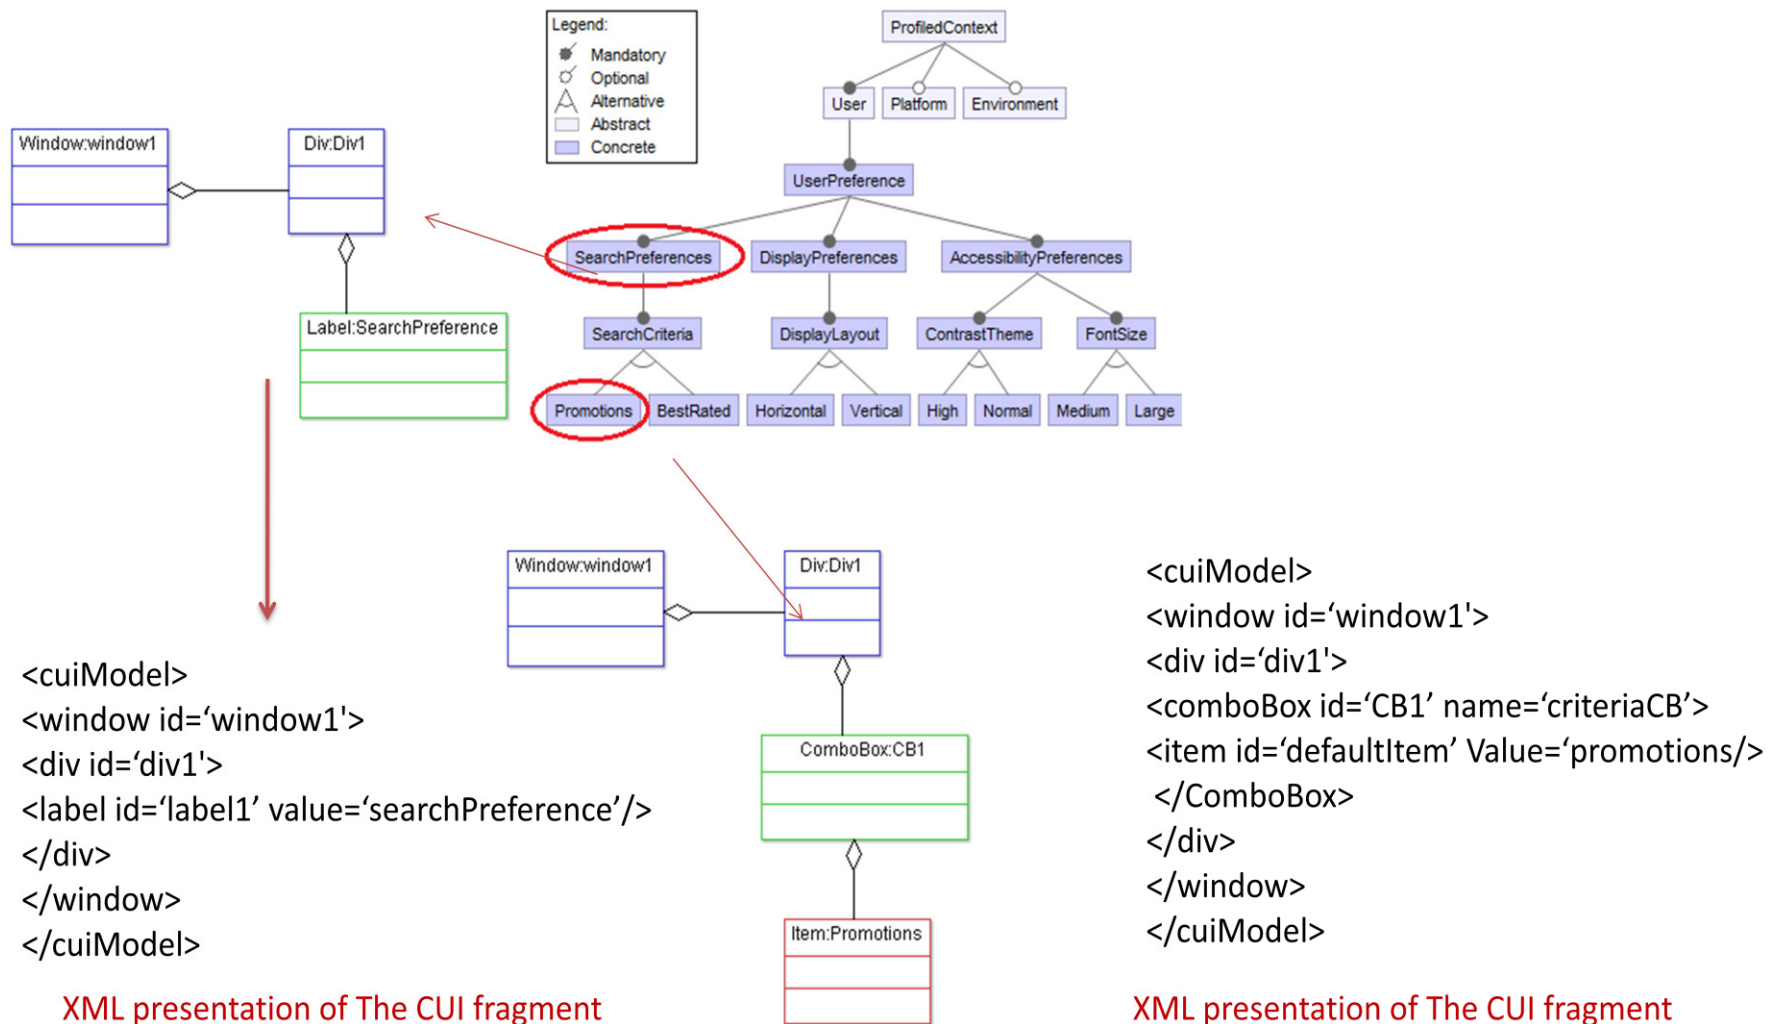 Legend:
Mandatory
Optional
Alternative
Abstract
Concrete
ProfiledContext
User
Platform
Environment
UserPreference
SearchPreferences
DisplayPreferences
AccessibilityPreferences
SearchCriteria
DisplayLayout
ContrastTheme
FontSize
Promotions
BestRated
Horizontal
Vertical
High
Normal
Medium
Large
Window:window1
Div:Div1
Label:SearchPreference
<cuiModel>
<window id=‘window1'>
<div id=‘div1'>
<label id=‘label1’ value=‘searchPreference’/>
</div>
</window>
</cuiModel>
XML presentation of The CUI fragment
Window:window1
Div:Div1
ComboBox:CB1
Item:Promotions
<cuiModel>
<window id=‘window1'>
<div id=‘div1'>
<comboBox id=‘CB1’ name=‘criteriaCB’>
<item id=‘defaultItem’ Value=‘promotions/>
</ComboBox>
</div>
</window>
</cuiModel>
XML presentation of The CUI fragment